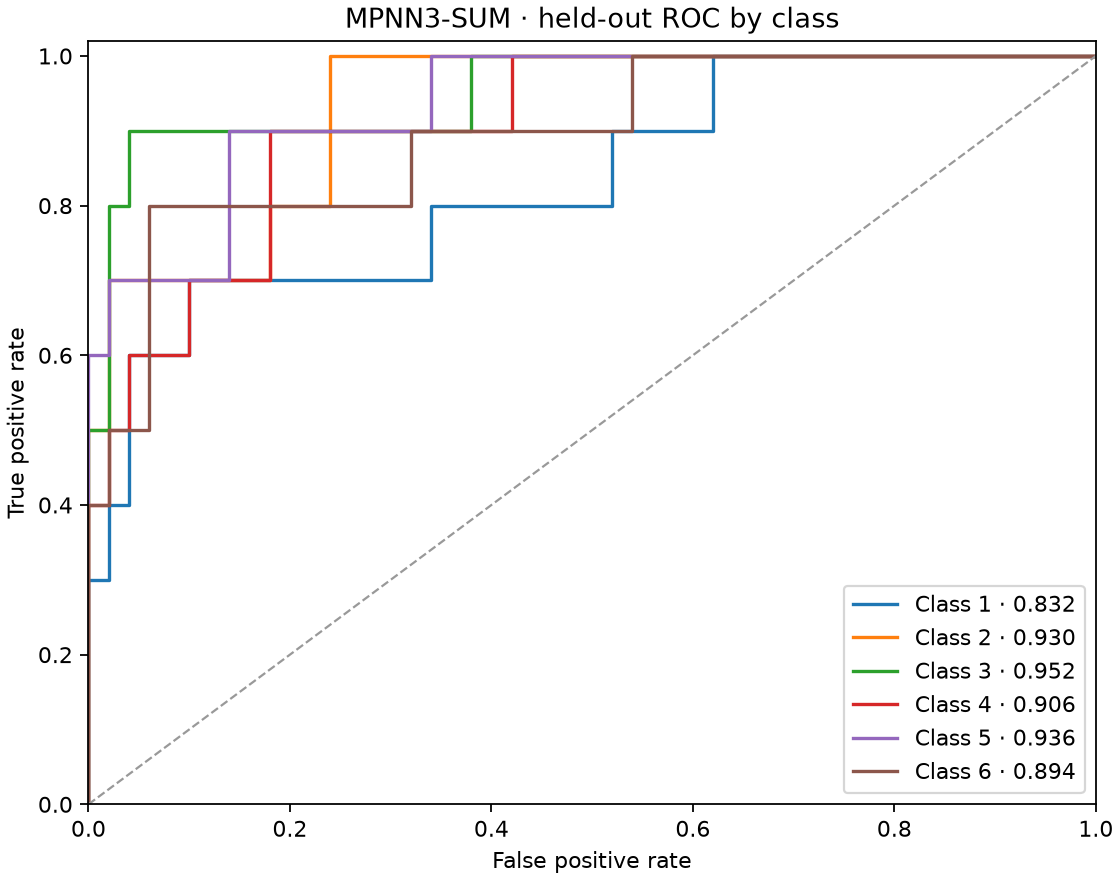 MPNN3-SUM · held-out ROC by class
True positive rate
1.0
0.8
0.6
0.4
0.2
0.0
Class 1 · 0.832
Class 2 · 0.930
Class 3 · 0.952
Class 4 · 0.906
Class 5 · 0.936
Class 6 · 0.894
0.0 0.2 0.4 0.6 0.8 1.0
False positive rate